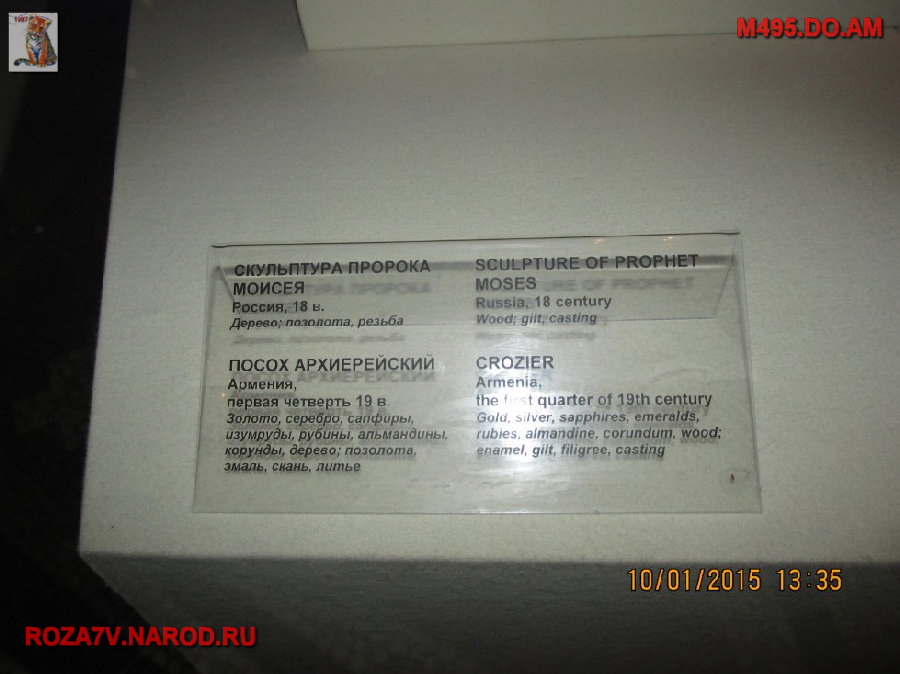 1987
M495.DO.AM
СКУЛЬПТУРА ПРОРОКА
МОИСЕЯ
Россия, 18 в.
Дерево; позолота, резьба
SCULPTURE OF PROPHET
MOSES
Russia, 18 century
Wood; gilt, casting
ПОСОХ АРХИЕРЕЙСКИЙ
Армения,
первая четверть 19 в.
Золото, серебро, сапфиры,
изумруды, рубины, альмандины,
корунды, дерево; позолота,
эмаль, скань, литье
CROZIER
Armenia,
the first quarter of 19th century
Gold, silver, sapphires, emeralds,
rubies, almandine, corundum, wood;
enamel, gilt, filigree, casting
10/01/2015 13:35
ROZA7V.NAROD.RU